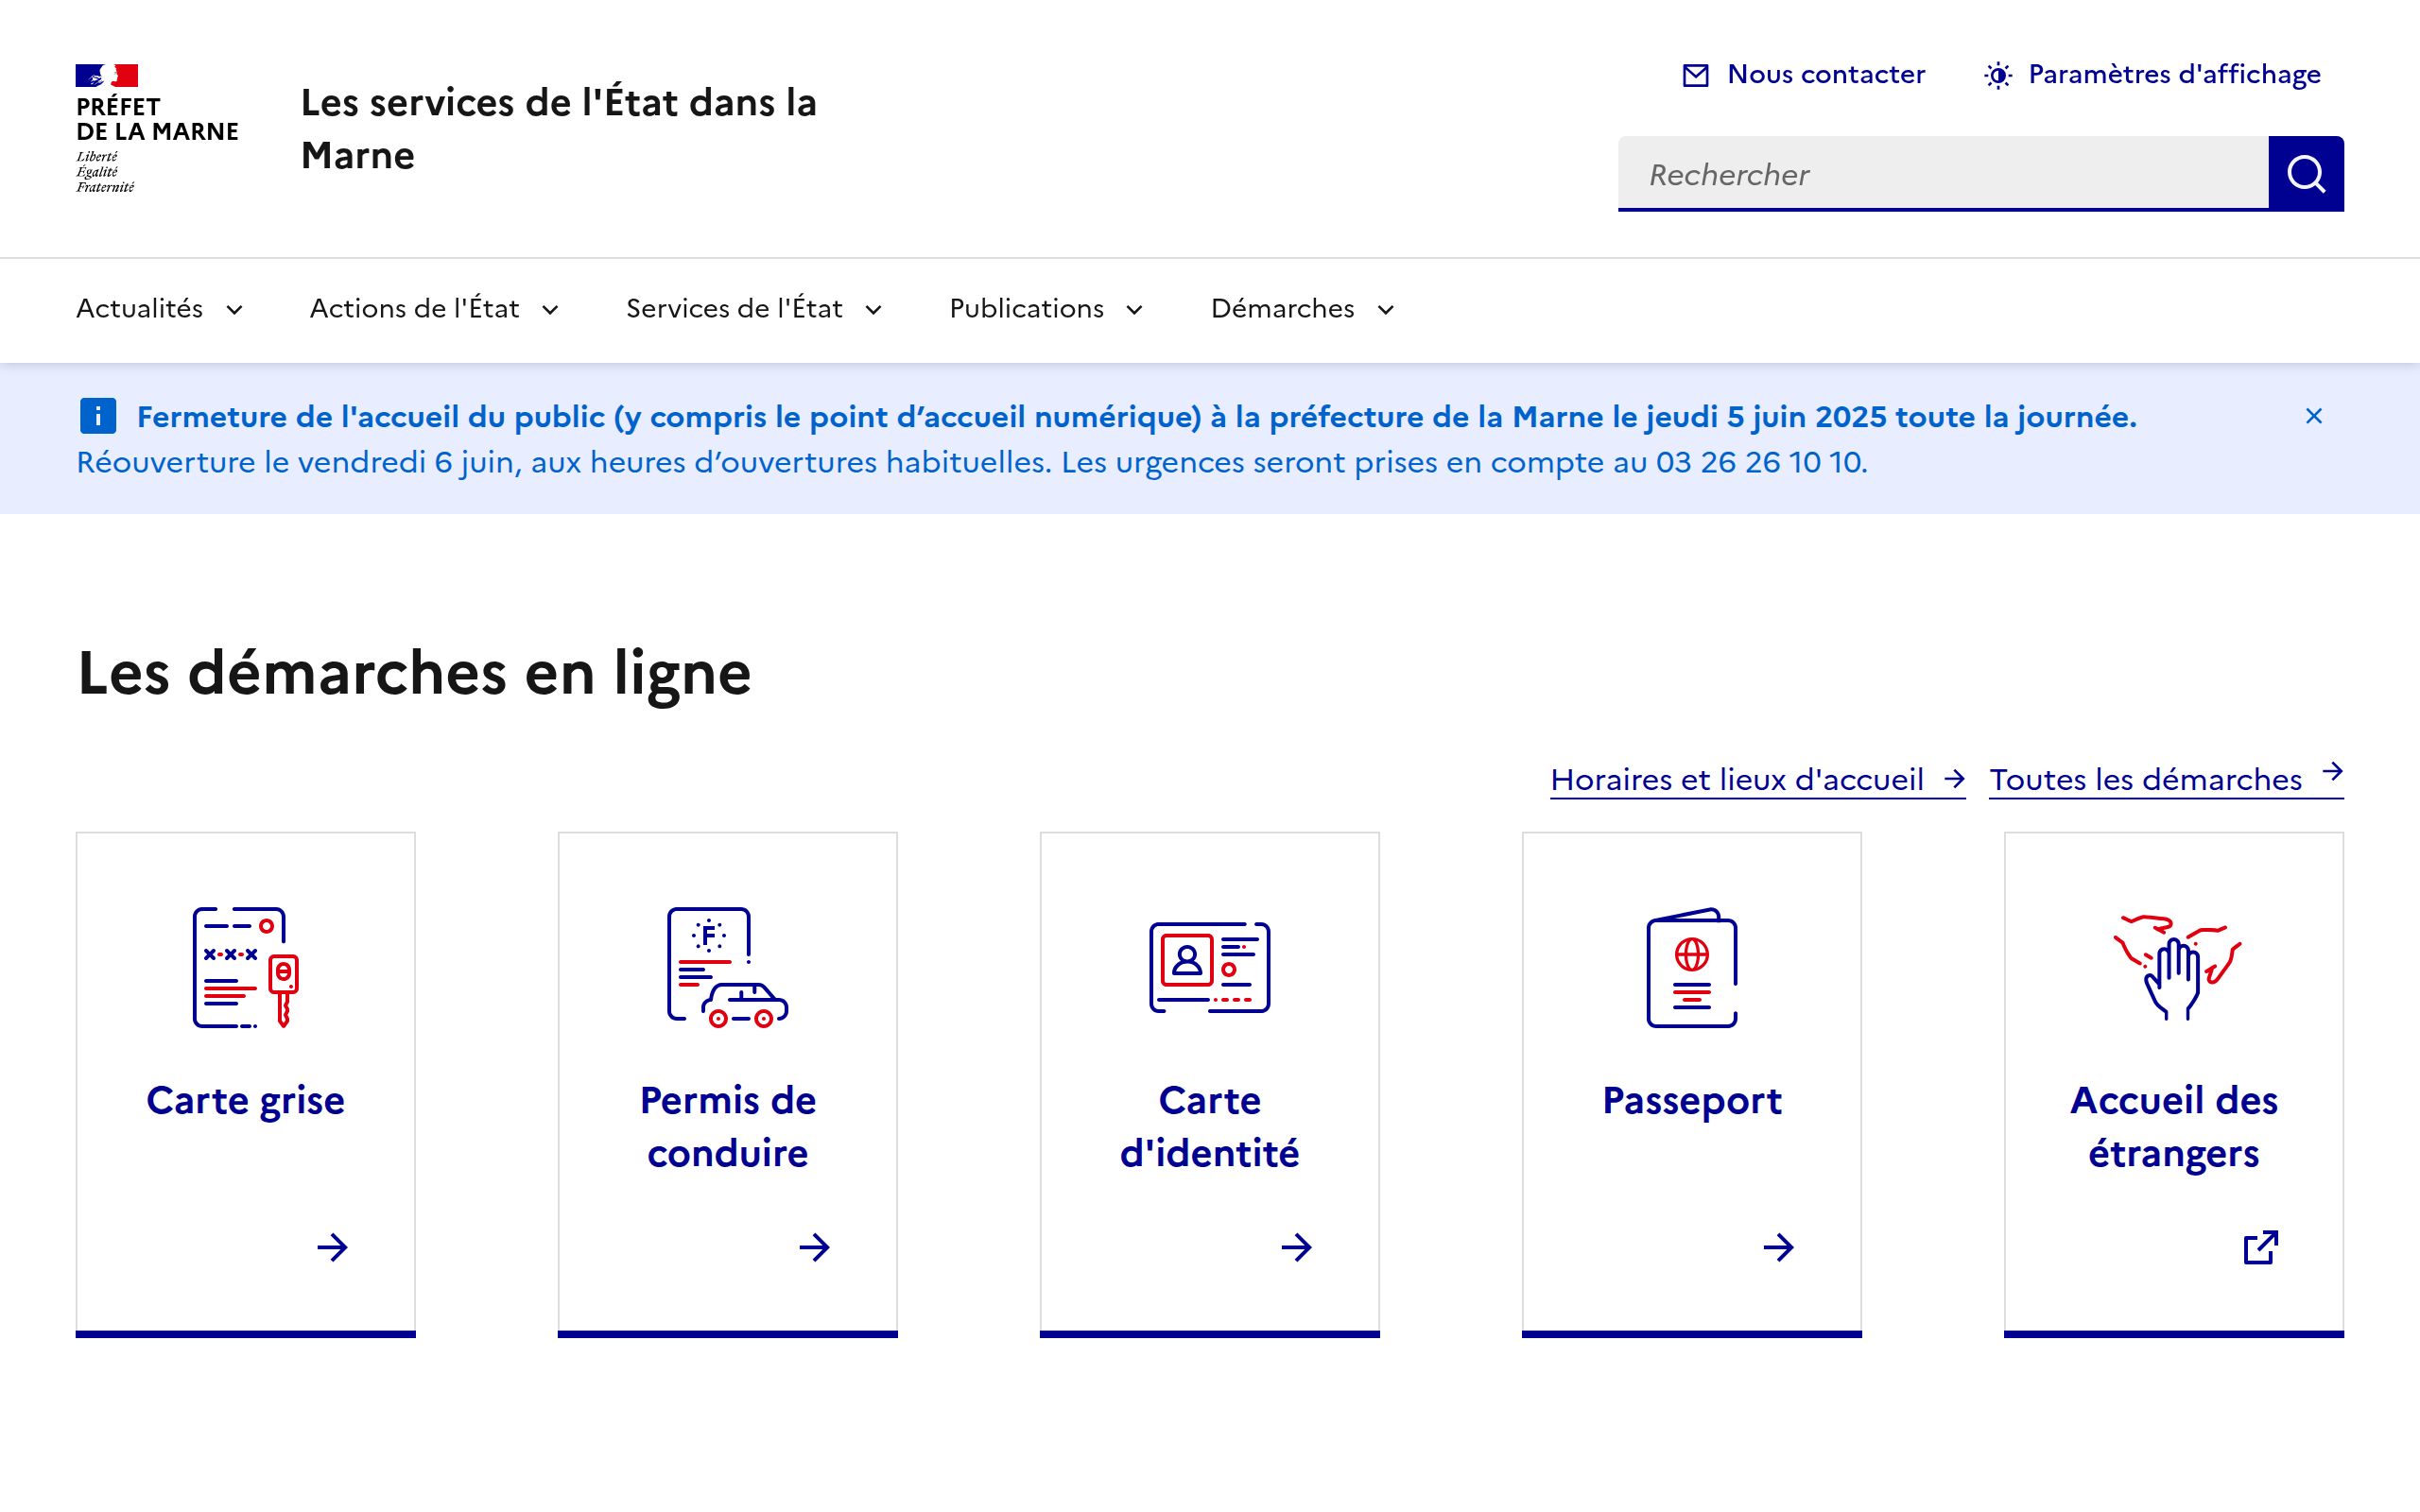 PRÉFET
DE LA MARNE
Liberté
Égalité
Fraternité
Les services de l'État dans la
Marne
Nous contacter
Paramètres d'affichage
Rechercher
Actualités
Actions de l'État
Services de l'État
Publications
Démarches
Fermeture de l'accueil du public (y compris le point d’accueil numérique) à la préfecture de la Marne le jeudi 5 juin 2025 toute la journée.
Réouverture le vendredi 6 juin, aux heures d’ouvertures habituelles. Les urgences seront prises en compte au 03 26 26 10 10.
Les démarches en ligne
Horaires et lieux d'accueil
Toutes les démarches
F
Carte grise
Permis de
conduire
Carte
d'identité
Passeport
Accueil des
étrangers